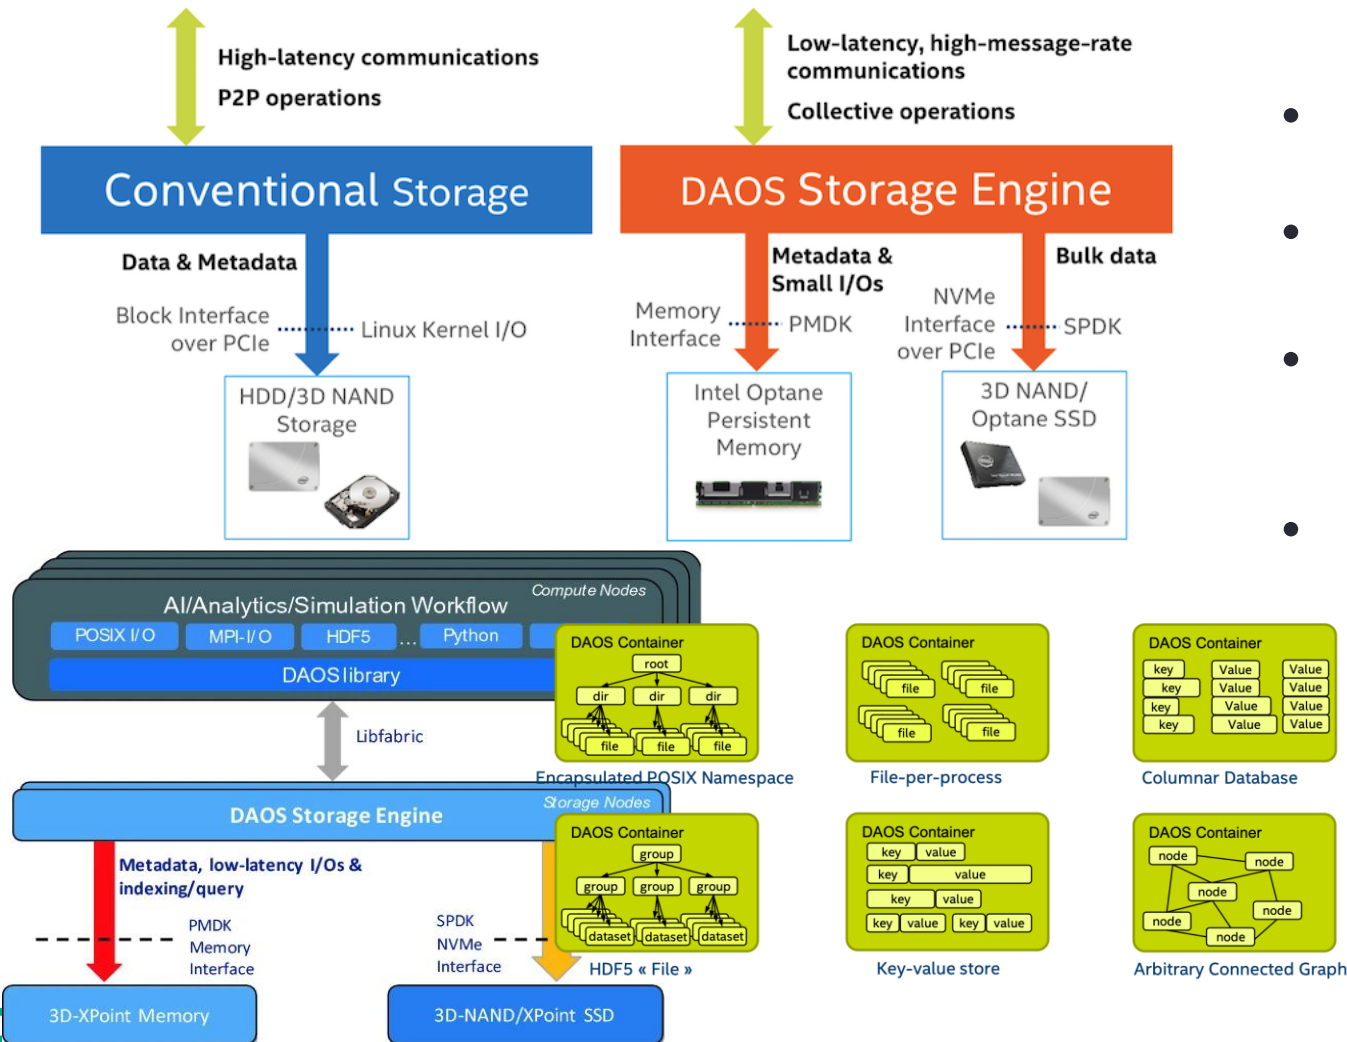 High-latency communications
P2P operations
Low-latency, high-message-rate
communications
Collective operations
Conventional Storage
DAOS Storage Engine
Data & Metadata
Block Interface
over PCIe
Linux Kernel I/O
HDD/3D NAND
Storage
Metadata &
Small I/Os
Memory
Interface
PMDK
Intel Optane
Persistent
Memory
Bulk data
NVMe
Interface
over PCIe
SPDK
3D NAND/
Optane SSD
Compute Nodes
AI/Analytics/Simulation Workflow
POSIX I/O
MPI-I/O
HDF5
...
Python
DAOS library
Libfabric
Storage Nodes
DAOS Storage Engine
Metadata, low-latency I/Os &
indexing/query
PMDK
Memory
Interface
SPDK
NVMe
Interface
3D-XPoint Memory
3D-NAND/XPoint SSD
DAOS Container
root
dir dir dir
file file file
Encapsulated POSIX Namespace
DAOS Container
file file
file file
File-per-process
DAOS Container
key Value Value
key Value Value
key Value Value
key Value Value
Columnar Database
DAOS Container
group
group group group
dataset dataset dataset
HDF5 « File »
DAOS Container
key value
key value
key value
key value key value
Key-value store
DAOS Container
node
node
node
node
node
node
Arbitrary Connected Graph